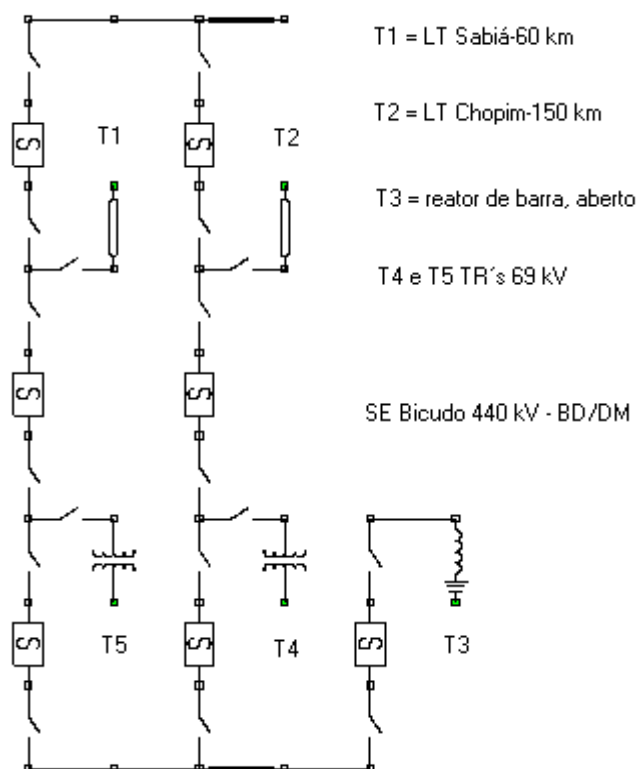 T1 = LT Sabiá-60 km
T1
T2
T2 = LT Chopim-150 km
S
S
T3 = reator de barra, aberto
T4 e T5 TR´s 69 kV
S
S
SE Bicudo 440 kV - BD/DM
S
T5
S
T4
S
T3